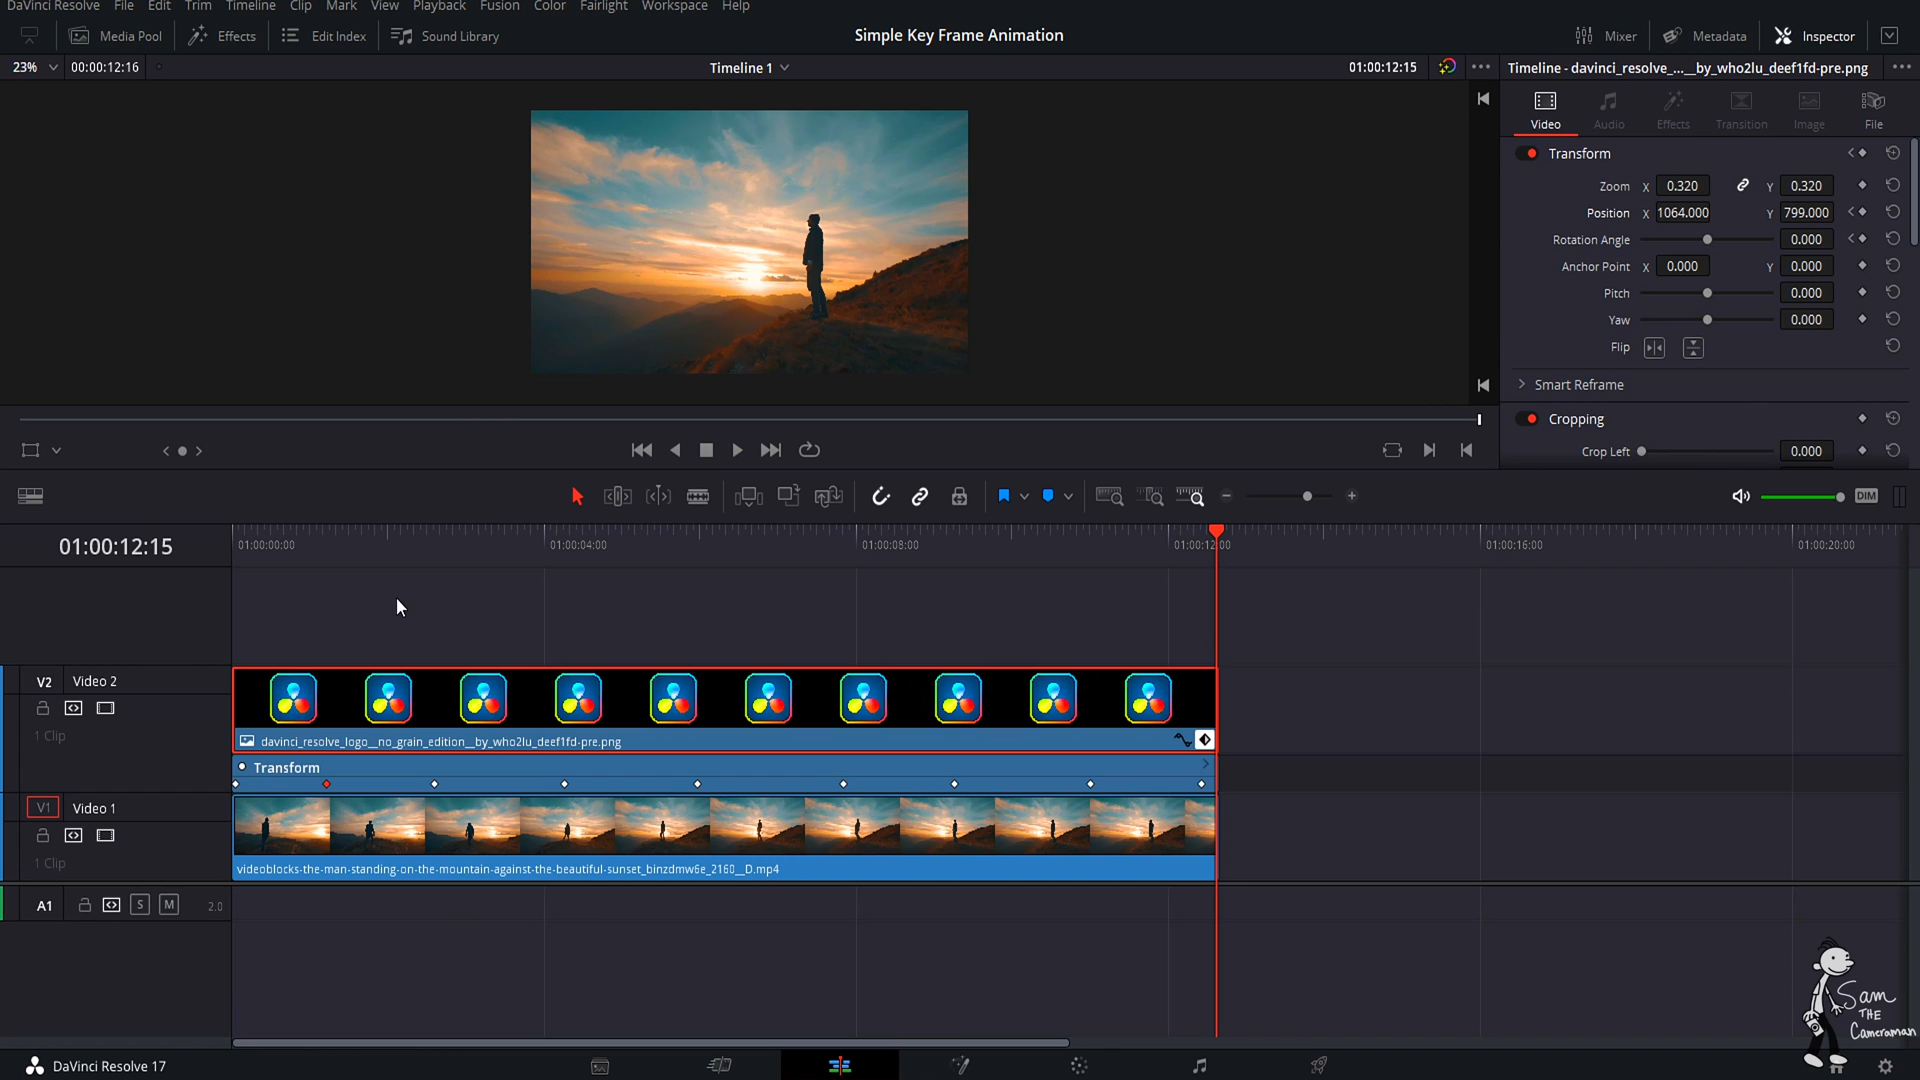 DaVinci Resolve File Edit Trim Timeline Clip Mark View Playback Fusion Color Fairlight Workspace Help
Media Pool Effects Edit Index Sound Library Simple Key Frame Animation Mixer Metadata Inspector
23% 00:00:12:16 Timeline 1 01:00:12:15 Timeline - davinci_resolve_...__by_who2lu_deef1fd-pre.png
Video Audio Effects Transition Image File
Transform
Zoom X 0.320 Y 0.320
Position X 1064.000 Y 799.000
Rotation Angle 0.000
Anchor Point X 0.000 Y 0.000
Pitch 0.000
Yaw 0.000
Flip
Smart Reframe
Cropping
Crop Left 0.000
DIM
01:00:12:15 01:00:00:00 01:00:04:00 01:00:08:00 01:00:12:00 01:00:16:00 01:00:20:00
V2 Video 2
1 Clip
davinci_resolve_logo__no_grain_edition__by_who2lu_deef1fd-pre.png
Transform
V1 Video 1
1 Clip
videoblocks-the-man-standing-on-the-mountain-against-the-beautiful-sunset_binzdmw6e_2160__D.mp4
A1 S M 2.0
Sam
THE
Cameraman
DaVinci Resolve 17